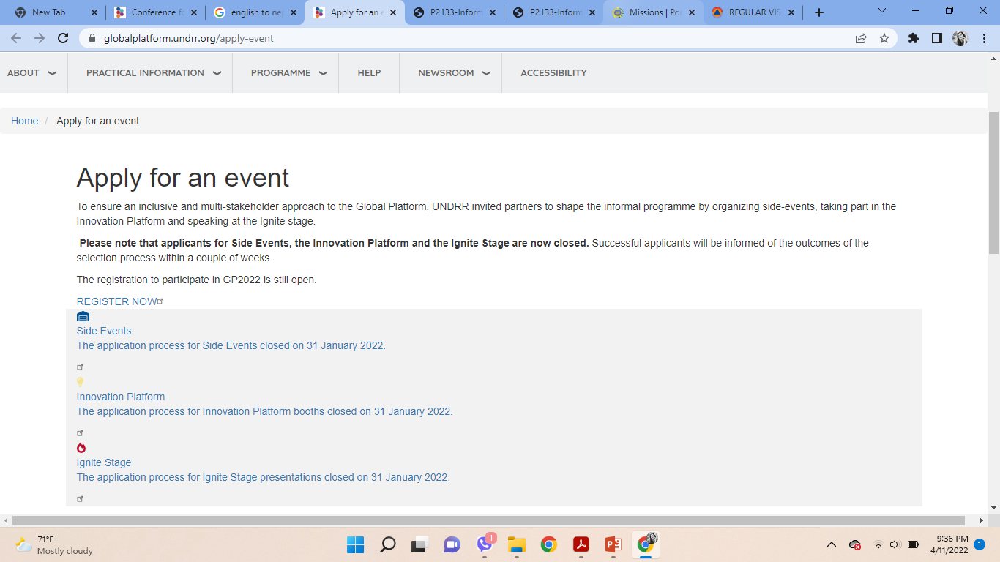 New Tab
Conference fo
english to nep
Apply for an e
P2133-Inform
P2133-Inform
Missions | Po
REGULAR VIS
globalplatform.undrr.org/apply-event
ABOUT
PRACTICAL INFORMATION
PROGRAMME
HELP
NEWSROOM
ACCESSIBILITY
Home / Apply for an event
Apply for an event
To ensure an inclusive and multi-stakeholder approach to the Global Platform, UNDRR invited partners to shape the informal programme by organizing side-events, taking part in the
Innovation Platform and speaking at the Ignite stage.
Please note that applicants for Side Events, the Innovation Platform and the Ignite Stage are now closed. Successful applicants will be informed of the outcomes of the
selection process within a couple of weeks.
The registration to participate in GP2022 is still open.
REGISTER NOW
Side Events
The application process for Side Events closed on 31 January 2022.
Innovation Platform
The application process for Innovation Platform booths closed on 31 January 2022.
Ignite Stage
The application process for Ignite Stage presentations closed on 31 January 2022.
71°F
Mostly cloudy
1
9:36 PM
4/11/2022
1